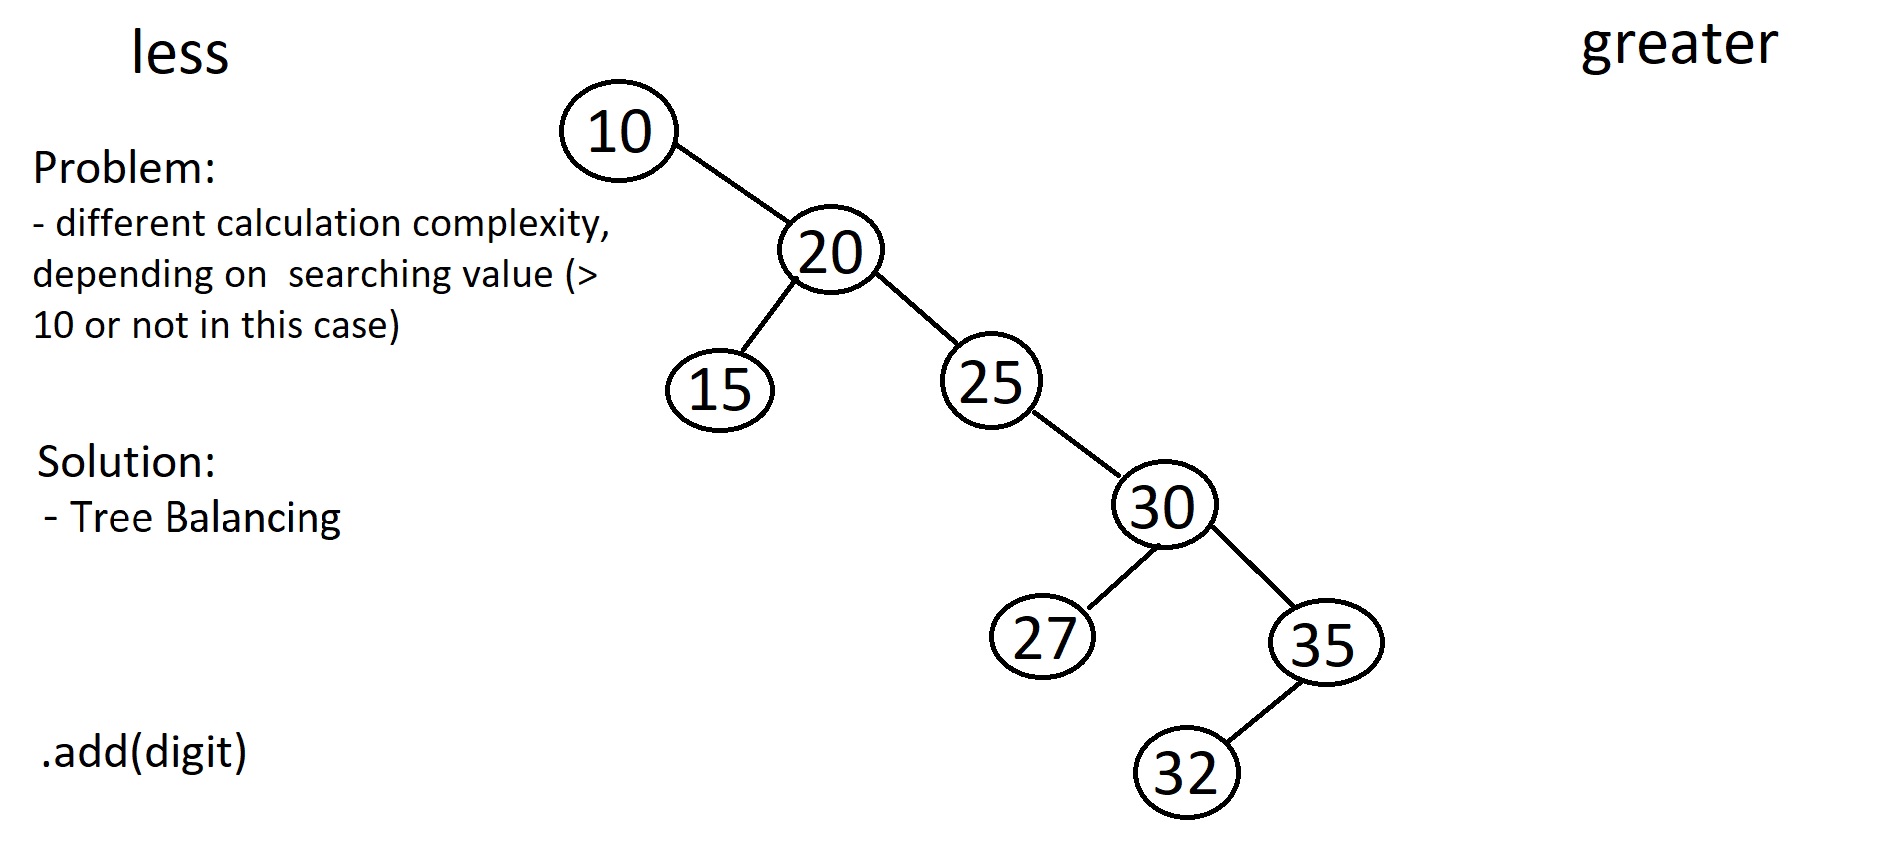 less
greater
10
Problem:
- different calculation complexity,
depending on  searching value (>
10 or not in this case)
20
15
25
Solution:
- Tree Balancing
30
27
35
.add(digit)
32